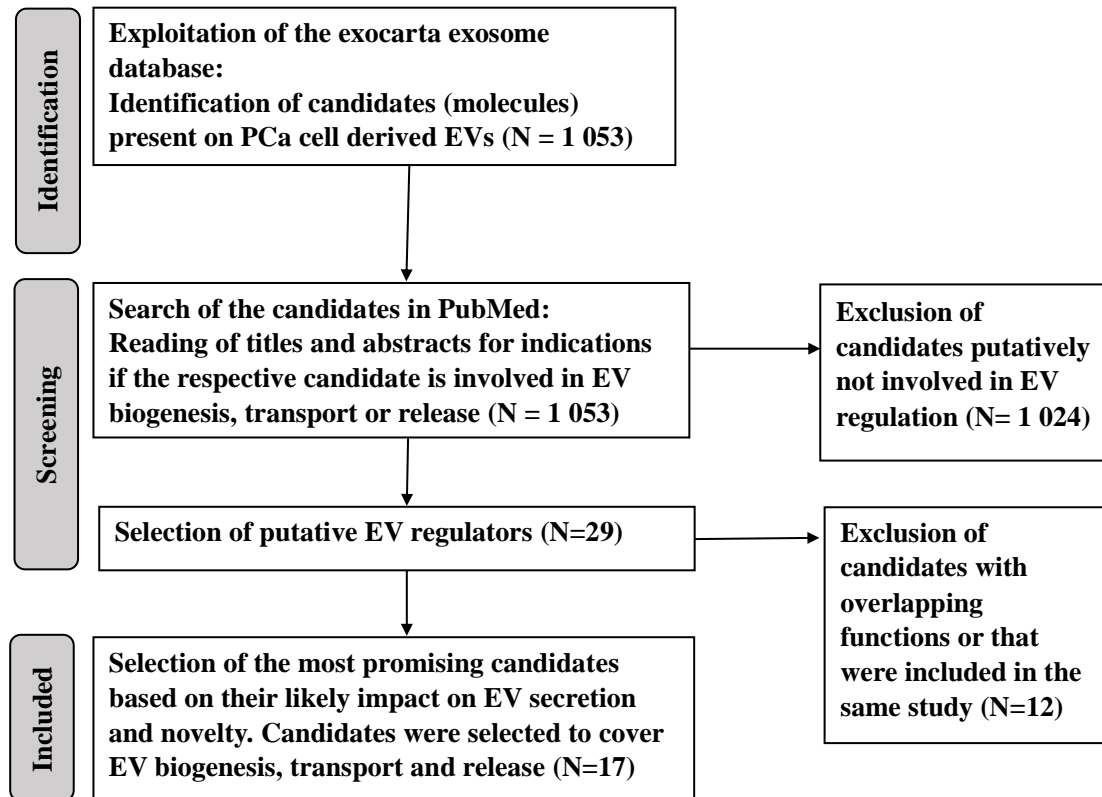 Identification
Exploitation of the exocarta exosome
database:
Identification of candidates (molecules)
present on PCa cell derived EVs (N = 1 053)
Screening
Search of the candidates in PubMed:
Reading of titles and abstracts for indications
if the respective candidate is involved in EV
biogenesis, transport or release (N = 1 053)
Exclusion of
candidates putatively
not involved in EV
regulation (N= 1 024)
Selection of putative EV regulators (N=29)
Exclusion of
candidates with
overlapping
functions or that
were included in the
same study (N=12)
Included
Selection of the most promising candidates
based on their likely impact on EV secretion
and novelty. Candidates were selected to cover
EV biogenesis, transport and release (N=17)